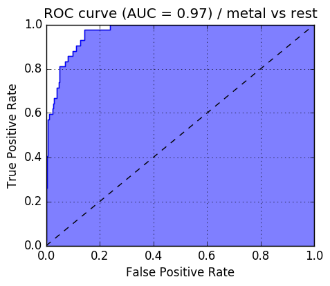 ROC curve (AUC = 0.97) / metal vs rest
1.0
0.8
0.6
0.4
0.2
0.0
True Positive Rate
0.0 0.2 0.4 0.6 0.8 1.0
False Positive Rate